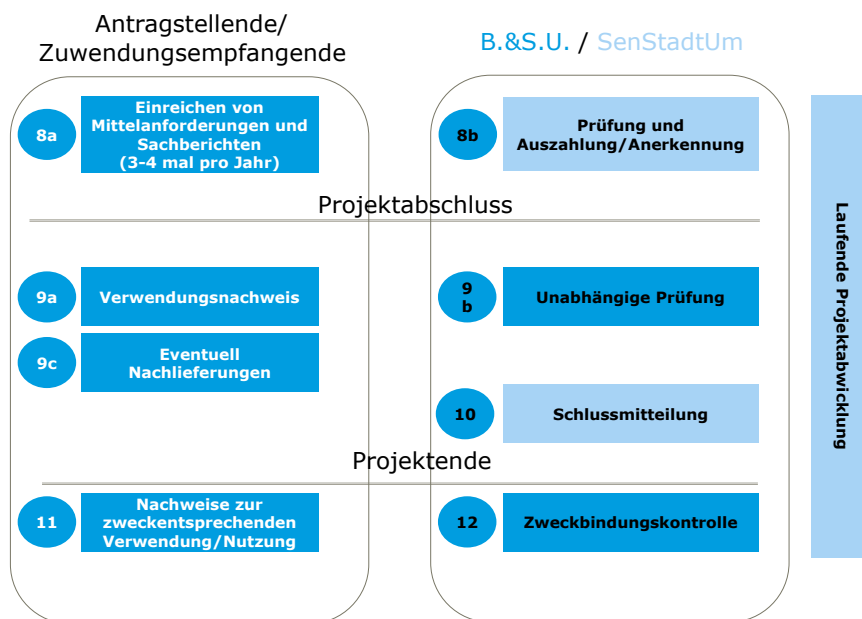 Antragstellende/
Zuwendungsempfangende
B.&S.U. / SenStadtUm
8a
Einreichen von
Mittelanforderungen und
Sachberichten
(3-4 mal pro Jahr)
8b
Prüfung und
Auszahlung/Anerkennung
Projektabschluss
9a
Verwendungsnachweis
9
b
Unabhängige Prüfung
9c
Eventuell
Nachlieferungen
10
Schlussmitteilung
Projektende
11
Nachweise zur
zweckentsprechenden
Verwendung/Nutzung
12
Zweckbindungskontrolle
Laufende Projektabwicklung